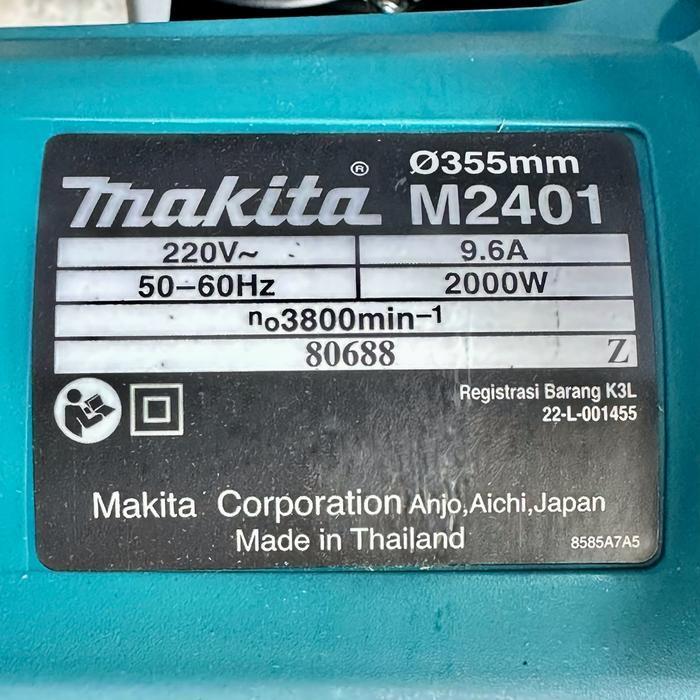 makita® Ø355mm
M2401
220V~ 9.6A
50-60Hz 2000W
no3800min-1
80688 Z
Registrasi Barang K3L
22-L-001455
Makita Corporation Anjo,Aichi,Japan
Made in Thailand 8585A7A5